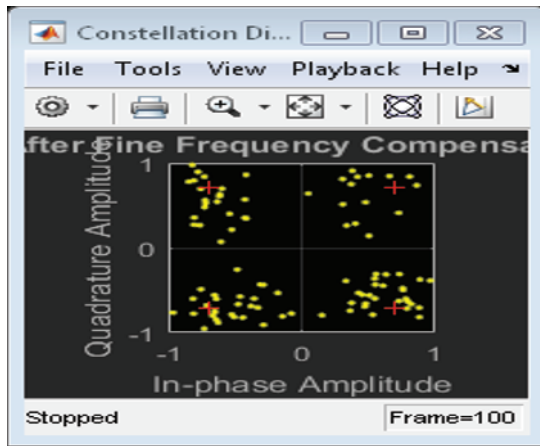 Constellation Di...
File Tools View Playback Help
After Fine Frequency Compensa
Quadrature Amplitude
1
0
-1
-1 0 1
In-phase Amplitude
Stopped Frame=100